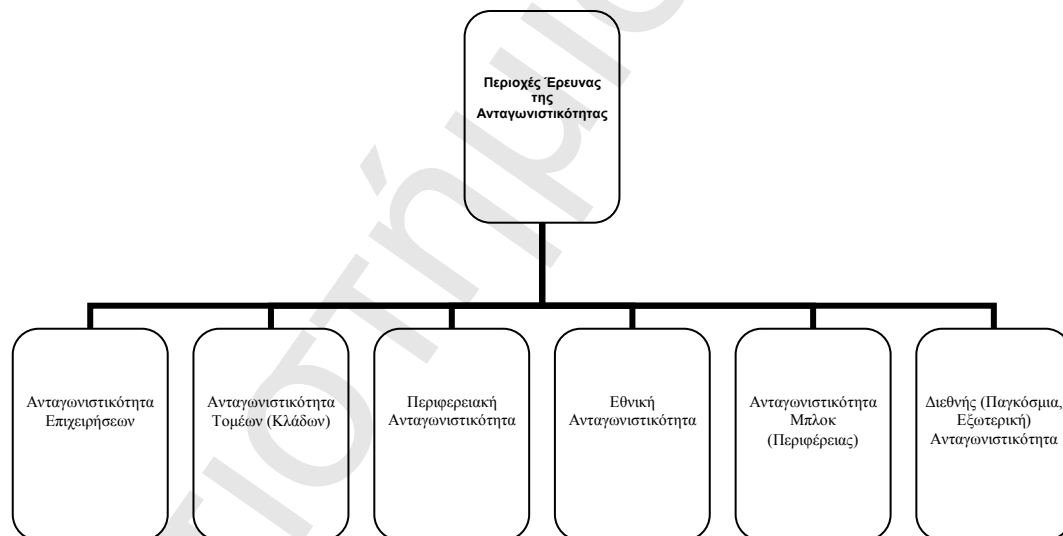 Περιοχές Έρευνας
της
Ανταγωνιστικότητας
Ανταγωνιστικότητα
Επιχειρήσεων
Ανταγωνιστικότητα
Τομέων (Κλάδων)
Περιφερειακή
Ανταγωνιστικότητα
Εθνική
Ανταγωνιστικότητα
Ανταγωνιστικότητα
Μπλοκ
(Περιφέρειας)
Διεθνής (Παγκόσμια,
Εξωτερική)
Ανταγωνιστικότητα